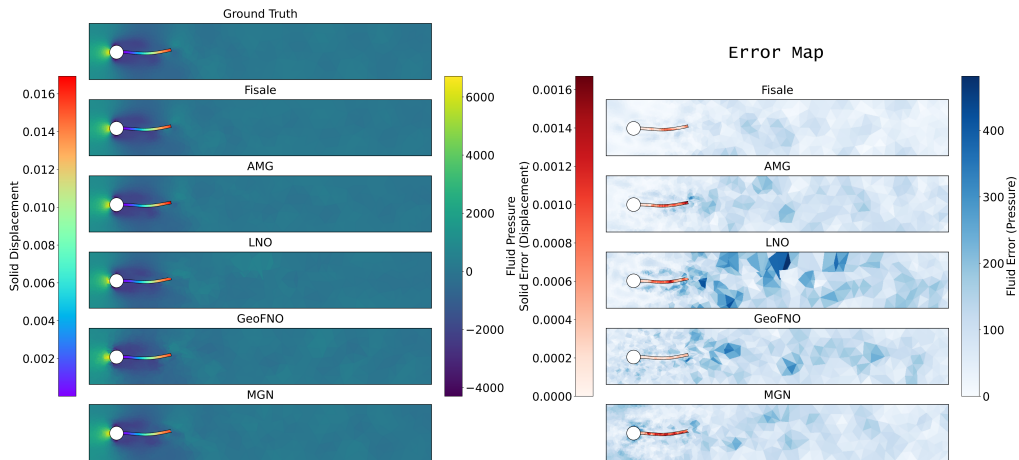 Ground Truth
Fisale
AMG
LNO
GeoFNO
MGN
Solid Displacement
0.016
0.014
0.012
0.010
0.008
0.006
0.004
0.002
6000
4000
2000
0
−2000
−4000
Fluid Pressure
Error Map
Fisale
AMG
LNO
GeoFNO
MGN
Solid Error (Displacement)
0.0016
0.0014
0.0012
0.0010
0.0008
0.0006
0.0004
0.0002
0.0000
400
300
200
100
0
Fluid Error (Pressure)